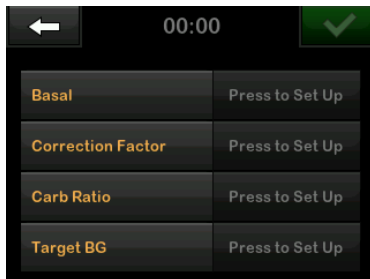 00:00
Basal Press to Set Up
Correction Factor Press to Set Up
Carb Ratio Press to Set Up
Target BG Press to Set Up